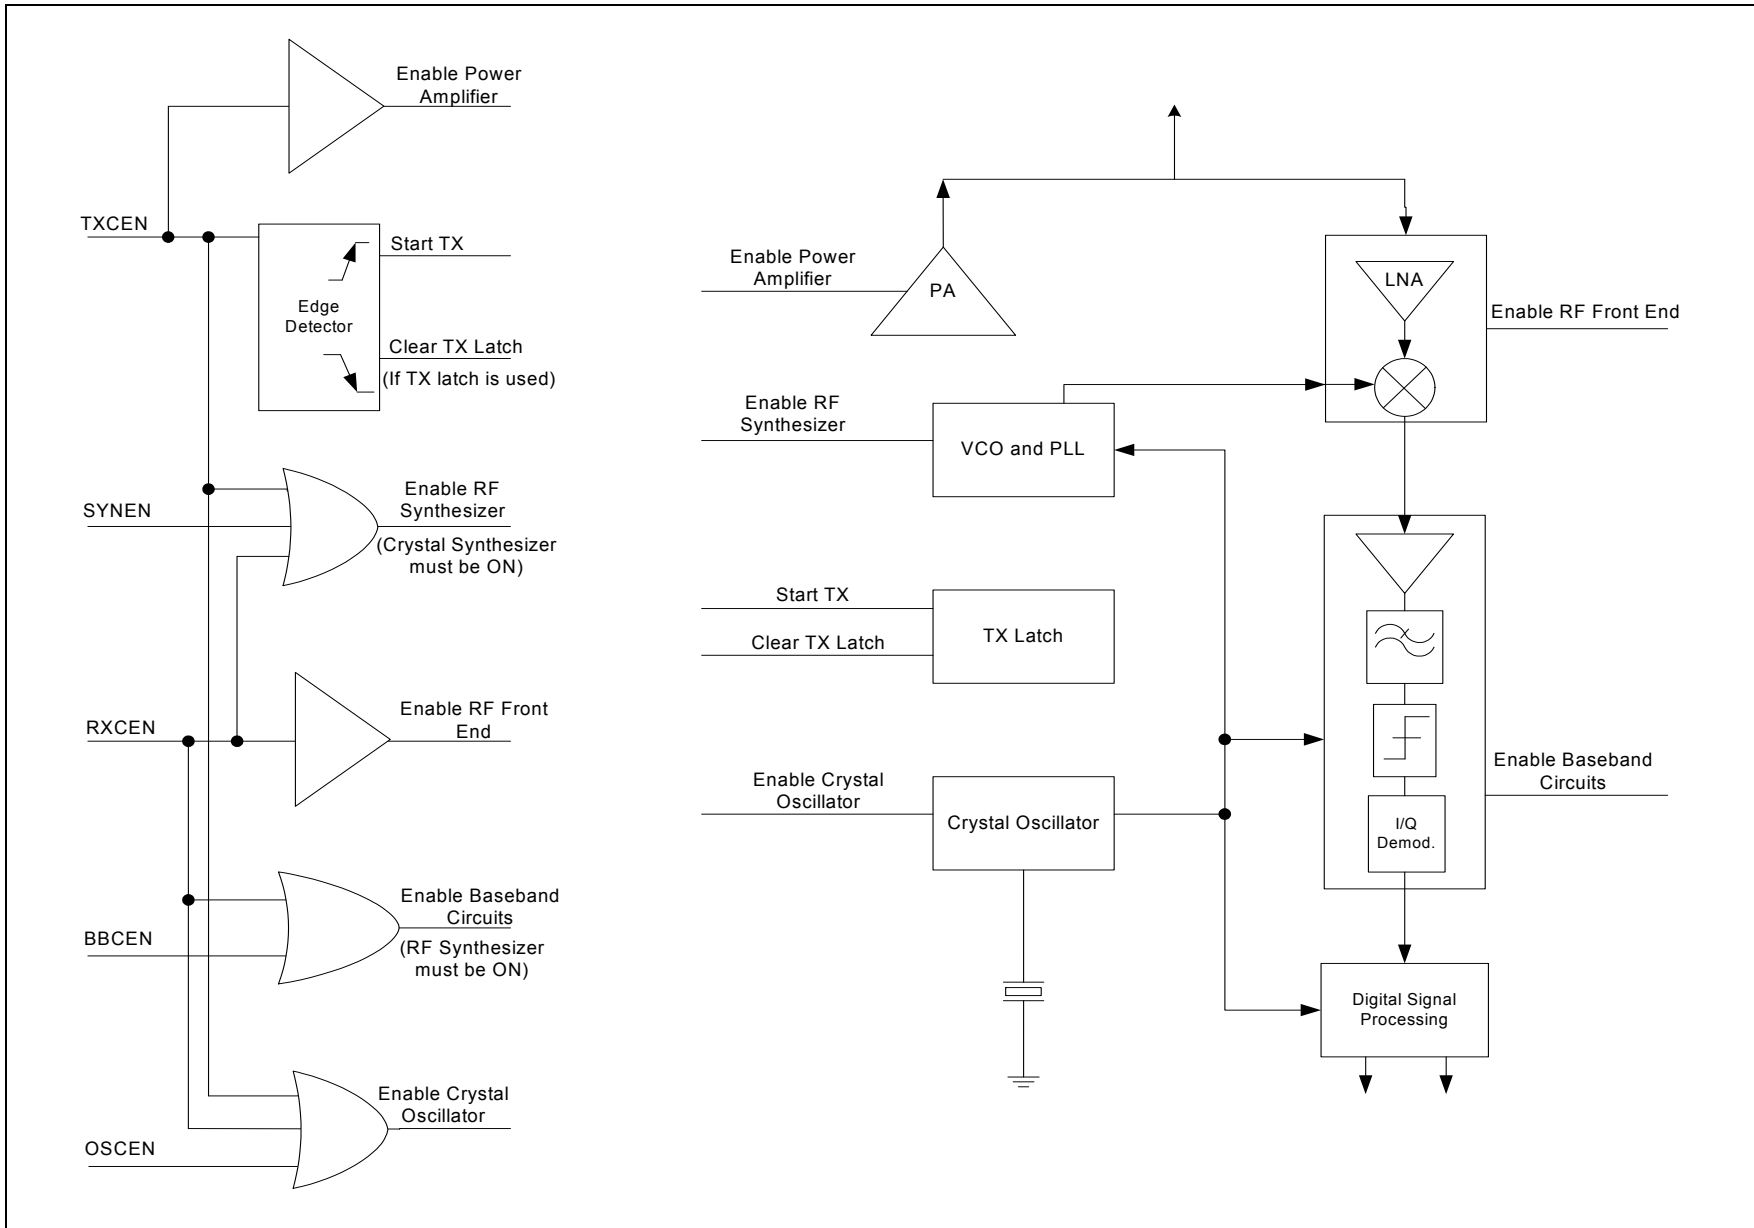 Enable Power
Amplifier
TXCEN
Start TX
Edge
Detector
Clear TX Latch
(If TX latch is used)
SYNEN
Enable RF
Synthesizer
(Crystal Synthesizer
must be ON)
RXCEN
Enable RF Front
End
BBCEN
Enable Baseband
Circuits
(RF Synthesizer
must be ON)
OSCEN
Enable Crystal
Oscillator
Enable Power
Amplifier
PA
LNA
Enable RF Front End
Enable RF
Synthesizer
VCO and PLL
Start TX
Clear TX Latch
TX Latch
Enable Crystal
Oscillator
Crystal Oscillator
I/Q
Demod.
Enable Baseband
Circuits
Digital Signal
Processing